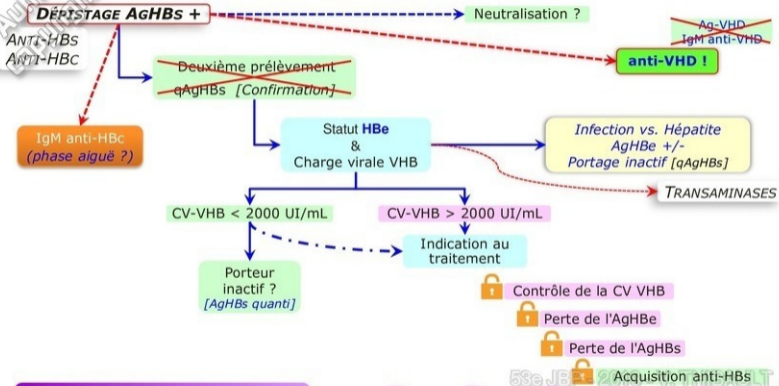 DÉPISTAGE AGHBS +
Neutralisation ?
Ag-VHD
IgM anti-VHD
ANTI-HBS
ANTI-HBC
anti-VHD !
Deuxième prélèvement
qAgHBs [Confirmation]
IgM anti-HBc
(phase aiguë ?)
Statut HBe
&
Charge virale VHB
Infection vs. Hépatite
AgHBe +/-
Portage inactif [qAgHBs]
TRANSAMINASES
CV-VHB < 2000 UI/mL
CV-VHB > 2000 UI/mL
Indication au
traitement
Porteur
inactif ?
[AgHBs quanti]
Contrôle de la CV VHB
Perte de l'AgHBe
Perte de l'AgHBs
Acquisition anti-HBs